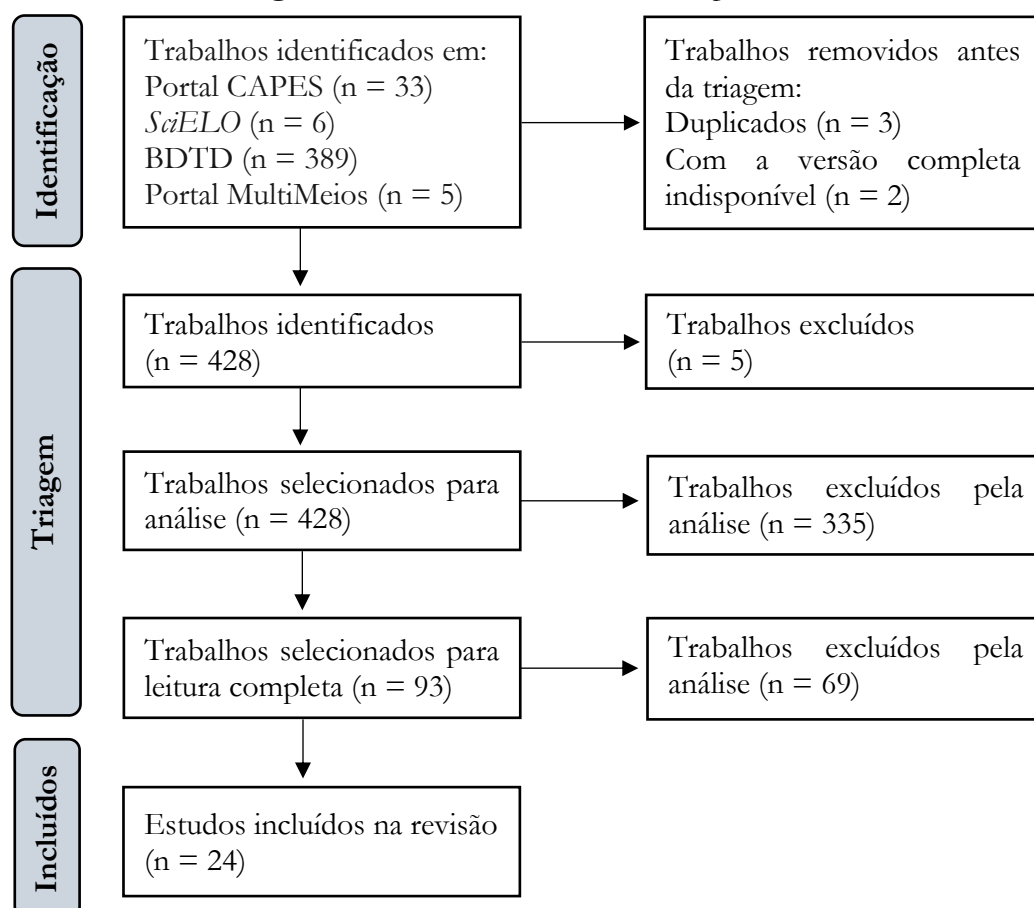 Identificação
Trabalhos identificados em:
Portal CAPES (n = 33)
SciELO (n = 6)
BDTD (n = 389)
Portal MultiMeios (n = 5)
Trabalhos removidos antes
da triagem:
Duplicados (n = 3)
Com a versão completa
indisponível (n = 2)
Triagem
Trabalhos identificados
(n = 428)
Trabalhos excluídos
(n = 5)
Trabalhos selecionados para
análise (n = 428)
Trabalhos excluídos pela
análise (n = 335)
Trabalhos selecionados para
leitura completa (n = 93)
Trabalhos excluídos pela
análise (n = 69)
Incluídos
Estudos incluídos na revisão
(n = 24)